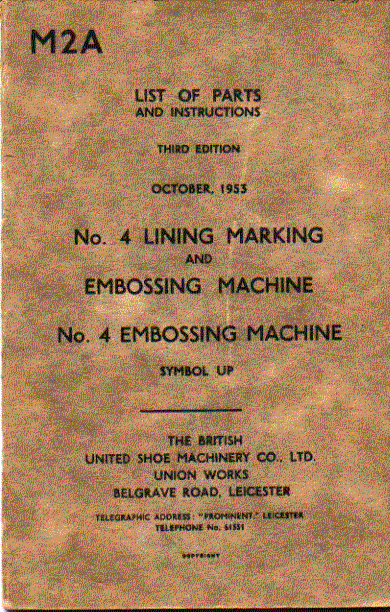 M2A
LIST OF PARTS
AND INSTRUCTIONS
THIRD EDITION
OCTOBER, 1953
No. 4 LINING MARKING
AND
EMBOSSING MACHINE
No. 4 EMBOSSING MACHINE
SYMBOL UP
THE BRITISH
UNITED SHOE MACHINERY CO., LTD.
UNION WORKS
BELGRAVE ROAD, LEICESTER
TELEGRAPHIC ADDRESS: "PROMINENT," LEICESTER
TELEPHONE No. 61551
COPYRIGHT